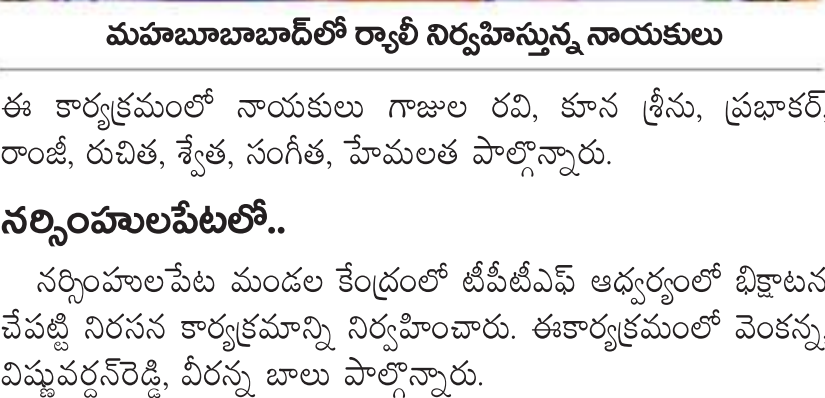 మహబూబాబాద్‌లో ర్యాలీ నిర్వహిస్తున్న నాయకులు
ఈ కార్యక్రమంలో నాయకులు గాజుల రవి, కూన శ్రీను, ప్రభాకర్,
రాంజీ, రుచిత, శ్వేత, సంగీత, హేమలత పాల్గొన్నారు.
నర్సింహులపేటలో..
నర్సింహులపేట మండల కేంద్రంలో టీపీటీఎఫ్ ఆధ్వర్యంలో భిక్షాటన
చేపట్టి నిరసన కార్యక్రమాన్ని నిర్వహించారు. ఈకార్యక్రమంలో వెంకన్న,
విష్ణువర్దన్‌రెడ్డి, వీరన్న బాలు పాల్గొన్నారు.